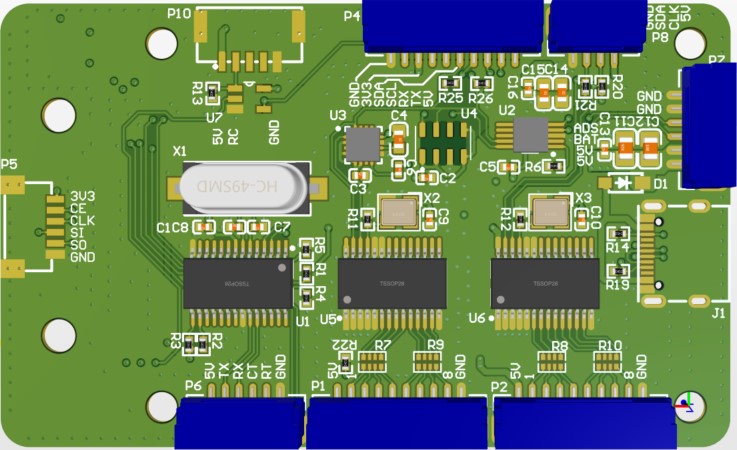 P10
P4
GND
SDA
CLK
5V
P8
P7
R13
U7
5V
RC
GND
GND
3V3
SDA
SCL
RX
TX
5V
R25
R26
C16
C15
C14
R21
R20
GND
GND
U3
C4
U4
U2
ADS
BAT
5V
5V
C13
C12
C11
X1
HC-49SMD
C3
C2
C5
R6
D1
P5
3V3
CE
CLK
SI
SO
GND
C1
C8
C7
R11
X2
C9
R12
X3
C10
R5
R1
R4
TSSOP28
TSSOP28
TSSOP28
R14
R19
J1
U1
U5
U6
R3
R2
R22
R7
R9
R8
R10
5V
1
8
GND
5V
1
8
GND
P6
5V
TX
RX
CT
RT
GND
P1
P2